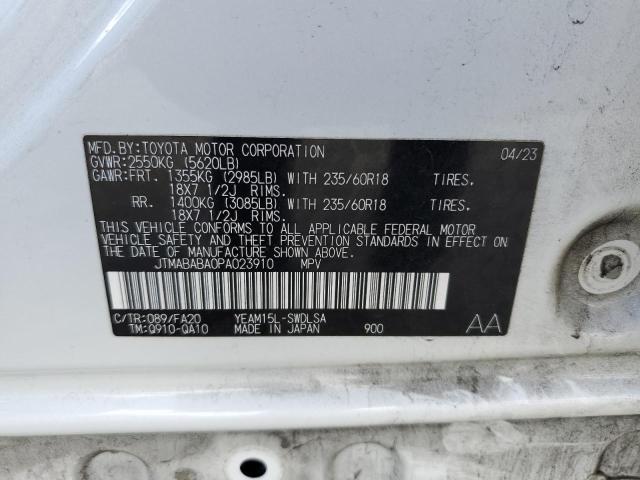 MFD.BY:TOYOTA MOTOR CORPORATION 04/23
GVWR:2550KG (5620LB)
GAWR:FRT. 1355KG (2985LB) WITH 235/60R18 TIRES.
18X7 1/2J RIMS.
RR. 1400KG (3085LB) WITH 235/60R18 TIRES.
18X7 1/2J RIMS.
THIS VEHICLE CONFORMS TO ALL APPLICABLE FEDERAL MOTOR
VEHICLE SAFETY AND THEFT PREVENTION STANDARDS IN EFFECT ON
THE DATE OF MANUFACTURE SHOWN ABOVE.
JTMABABA0PA023910 MPV
C/TR:089/FA20 YEAM15L-SWDLSA
TM:Q910-QA10 MADE IN JAPAN 900 AA